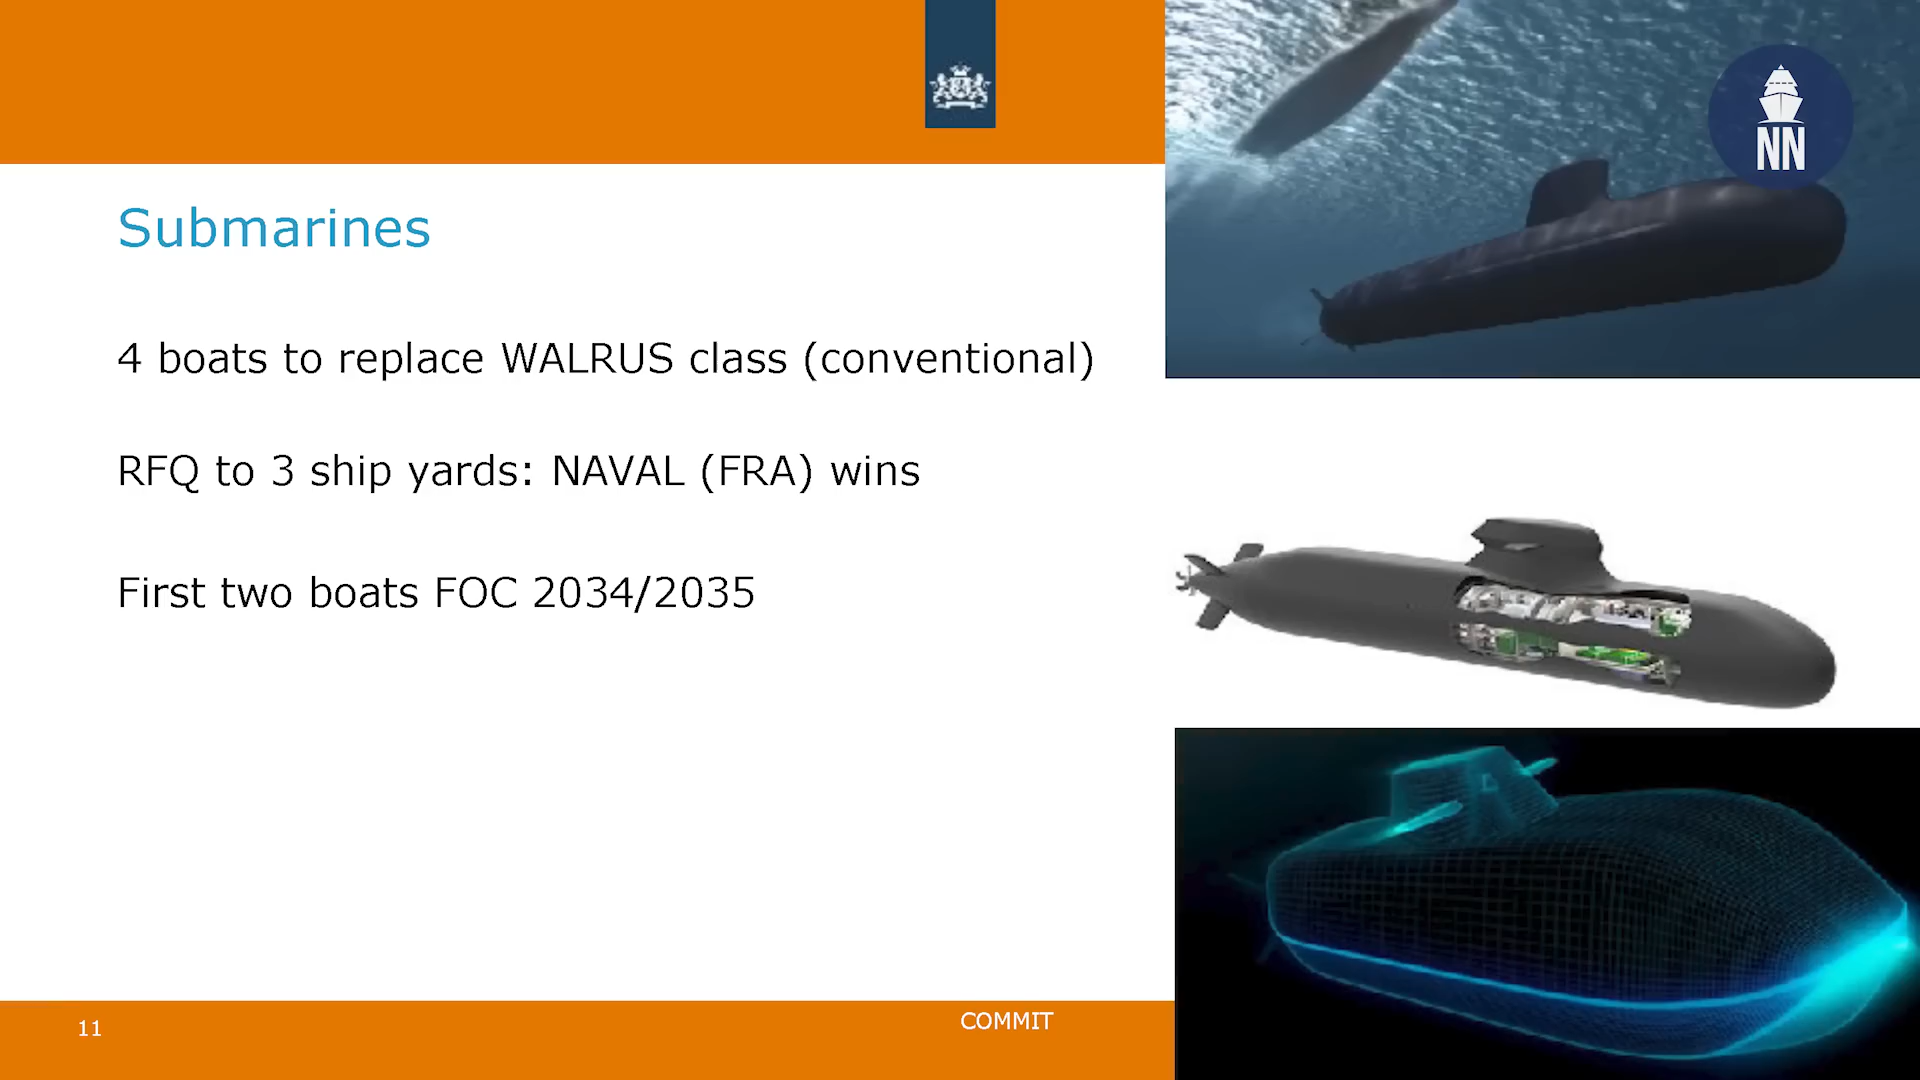 NN
Submarines
4 boats to replace WALRUS class (conventional)
RFQ to 3 ship yards: NAVAL (FRA) wins
First two boats FOC 2034/2035
11
COMMIT